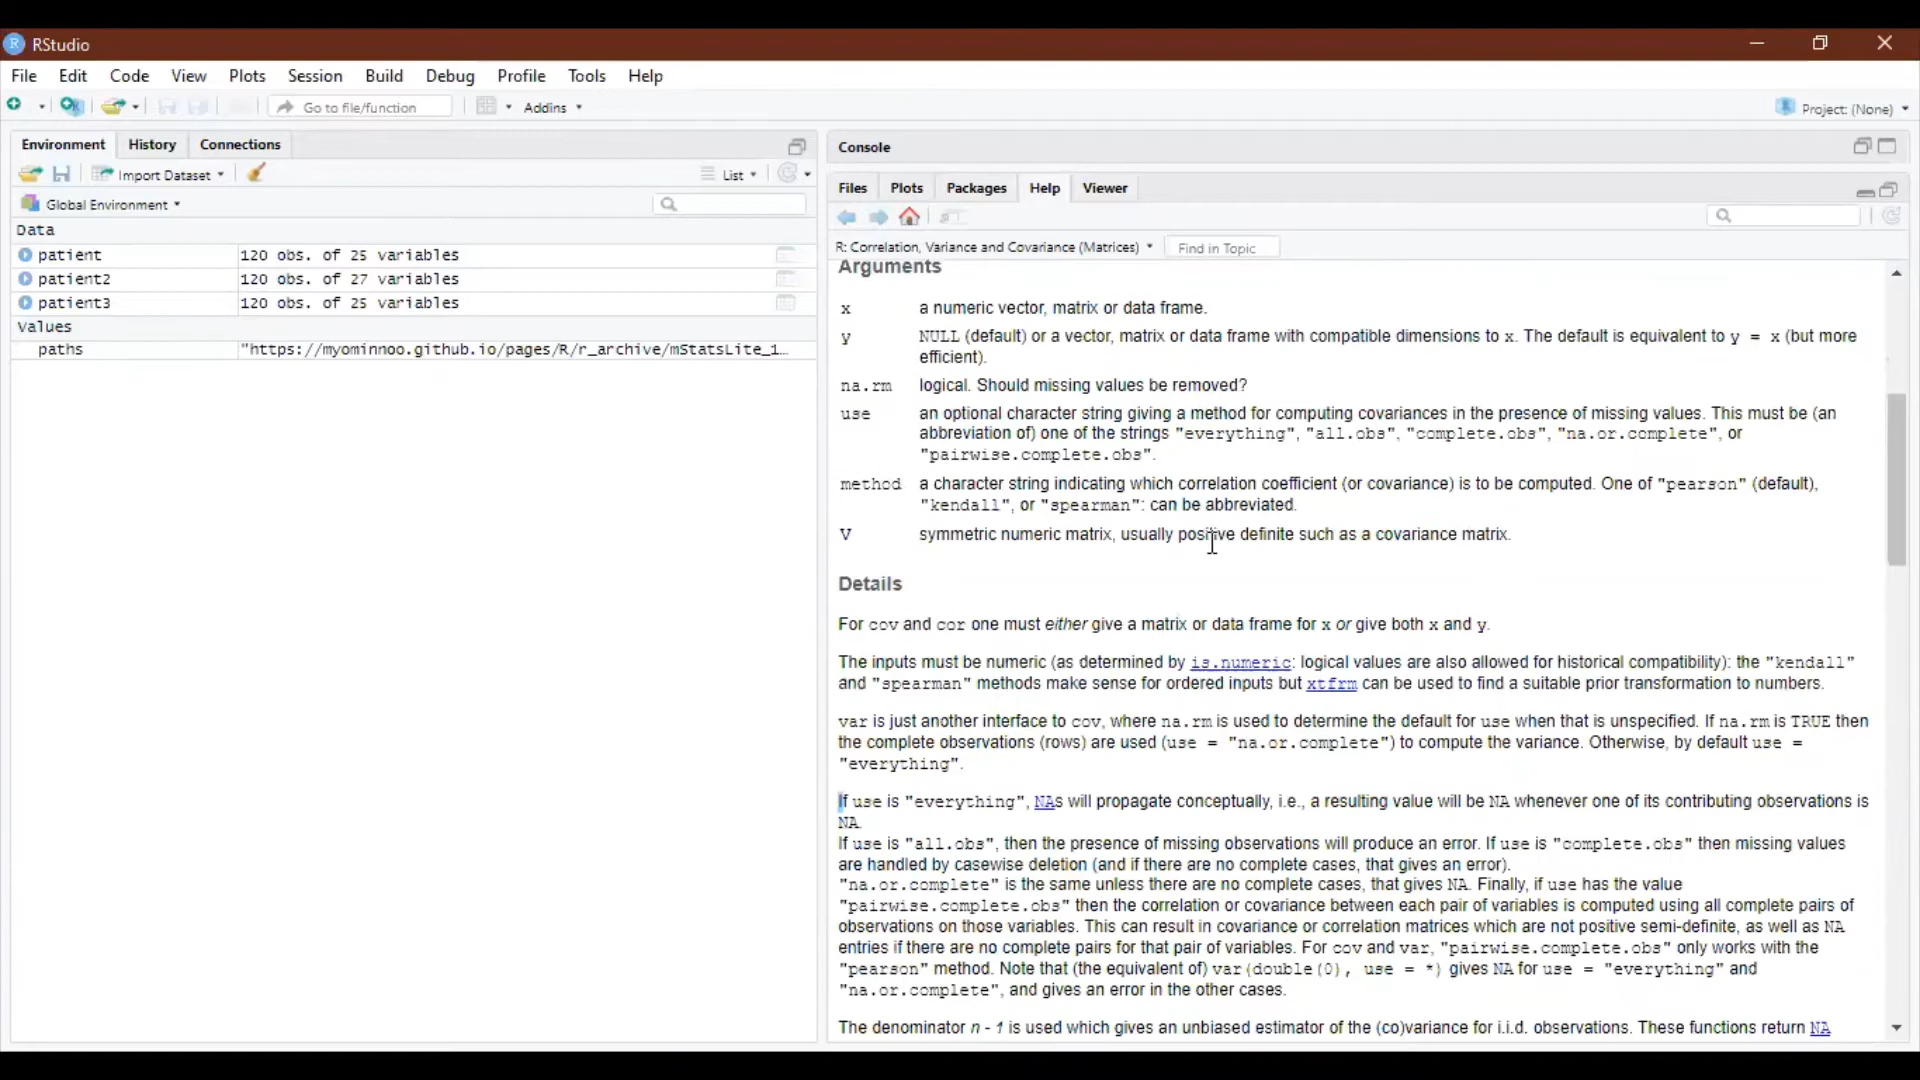 RStudio
File Edit Code View Plots Session Build Debug Profile Tools Help
Go to file/function Addins Project: (None)
Environment History Connections
Import Dataset List
Global Environment
Data
patient 120 obs. of 25 variables
patient2 120 obs. of 27 variables
patient3 120 obs. of 25 variables
Values
paths "https://myominnoo.github.io/pages/R/r_archive/mStatsLite_1…
Console
Files Plots Packages Help Viewer
R: Correlation, Variance and Covariance (Matrices) Find in Topic
Arguments
x a numeric vector, matrix or data frame.
y NULL (default) or a vector, matrix or data frame with compatible dimensions to x. The default is equivalent to y = x (but more
efficient).
na.rm logical. Should missing values be removed?
use an optional character string giving a method for computing covariances in the presence of missing values. This must be (an
abbreviation of) one of the strings "everything", "all.obs", "complete.obs", "na.or.complete", or
"pairwise.complete.obs".
method a character string indicating which correlation coefficient (or covariance) is to be computed. One of "pearson" (default),
"kendall", or "spearman": can be abbreviated.
V symmetric numeric matrix, usually positive definite such as a covariance matrix.
Details
For cov and cor one must either give a matrix or data frame for x or give both x and y.
The inputs must be numeric (as determined by is.numeric: logical values are also allowed for historical compatibility): the "kendall"
and "spearman" methods make sense for ordered inputs but xtfrm can be used to find a suitable prior transformation to numbers.
var is just another interface to cov, where na.rm is used to determine the default for use when that is unspecified. If na.rm is TRUE then
the complete observations (rows) are used (use = "na.or.complete") to compute the variance. Otherwise, by default use =
"everything".
If use is "everything", NAs will propagate conceptually, i.e., a resulting value will be NA whenever one of its contributing observations is
NA.
If use is "all.obs", then the presence of missing observations will produce an error. If use is "complete.obs" then missing values
are handled by casewise deletion (and if there are no complete cases, that gives an error).
"na.or.complete" is the same unless there are no complete cases, that gives NA. Finally, if use has the value
"pairwise.complete.obs" then the correlation or covariance between each pair of variables is computed using all complete pairs of
observations on those variables. This can result in covariance or correlation matrices which are not positive semi-definite, as well as NA
entries if there are no complete pairs for that pair of variables. For cov and var, "pairwise.complete.obs" only works with the
"pearson" method. Note that (the equivalent of) var(double(0), use = *) gives NA for use = "everything" and
"na.or.complete", and gives an error in the other cases.
The denominator n - 1 is used which gives an unbiased estimator of the (co)variance for i.i.d. observations. These functions return NA